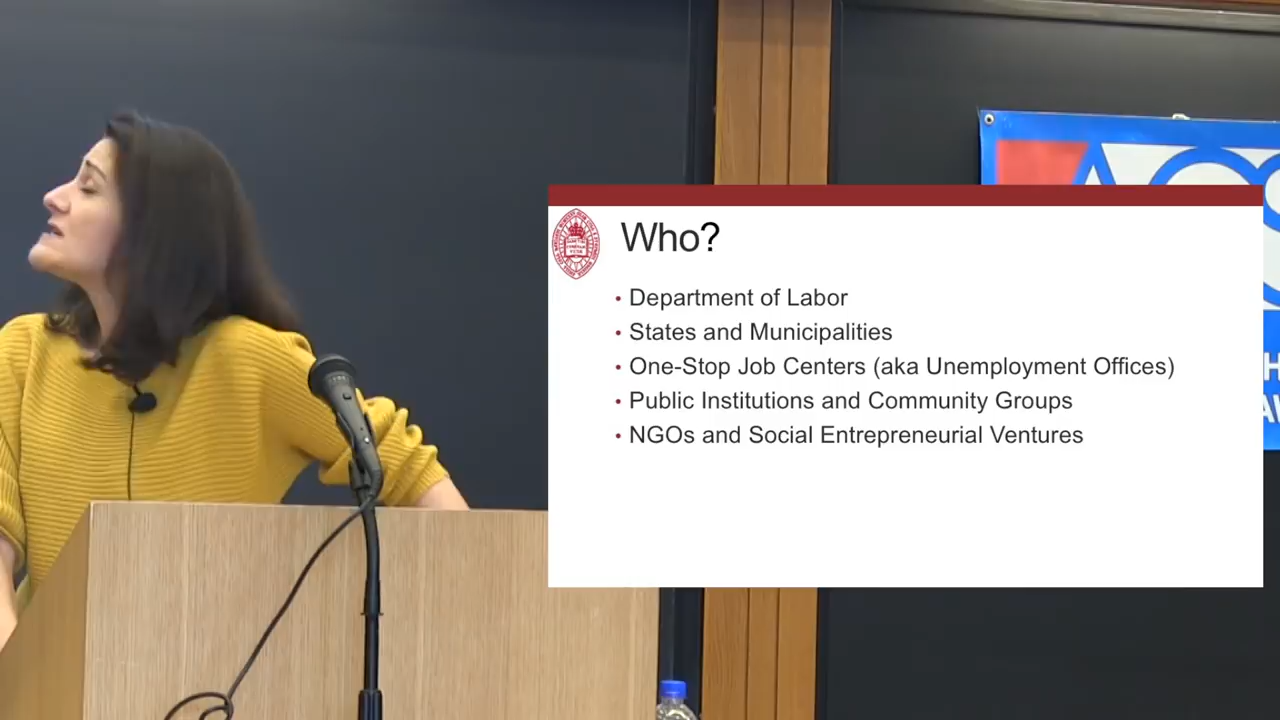 Who?
• Department of Labor
• States and Municipalities
• One-Stop Job Centers (aka Unemployment Offices)
• Public Institutions and Community Groups
• NGOs and Social Entrepreneurial Ventures